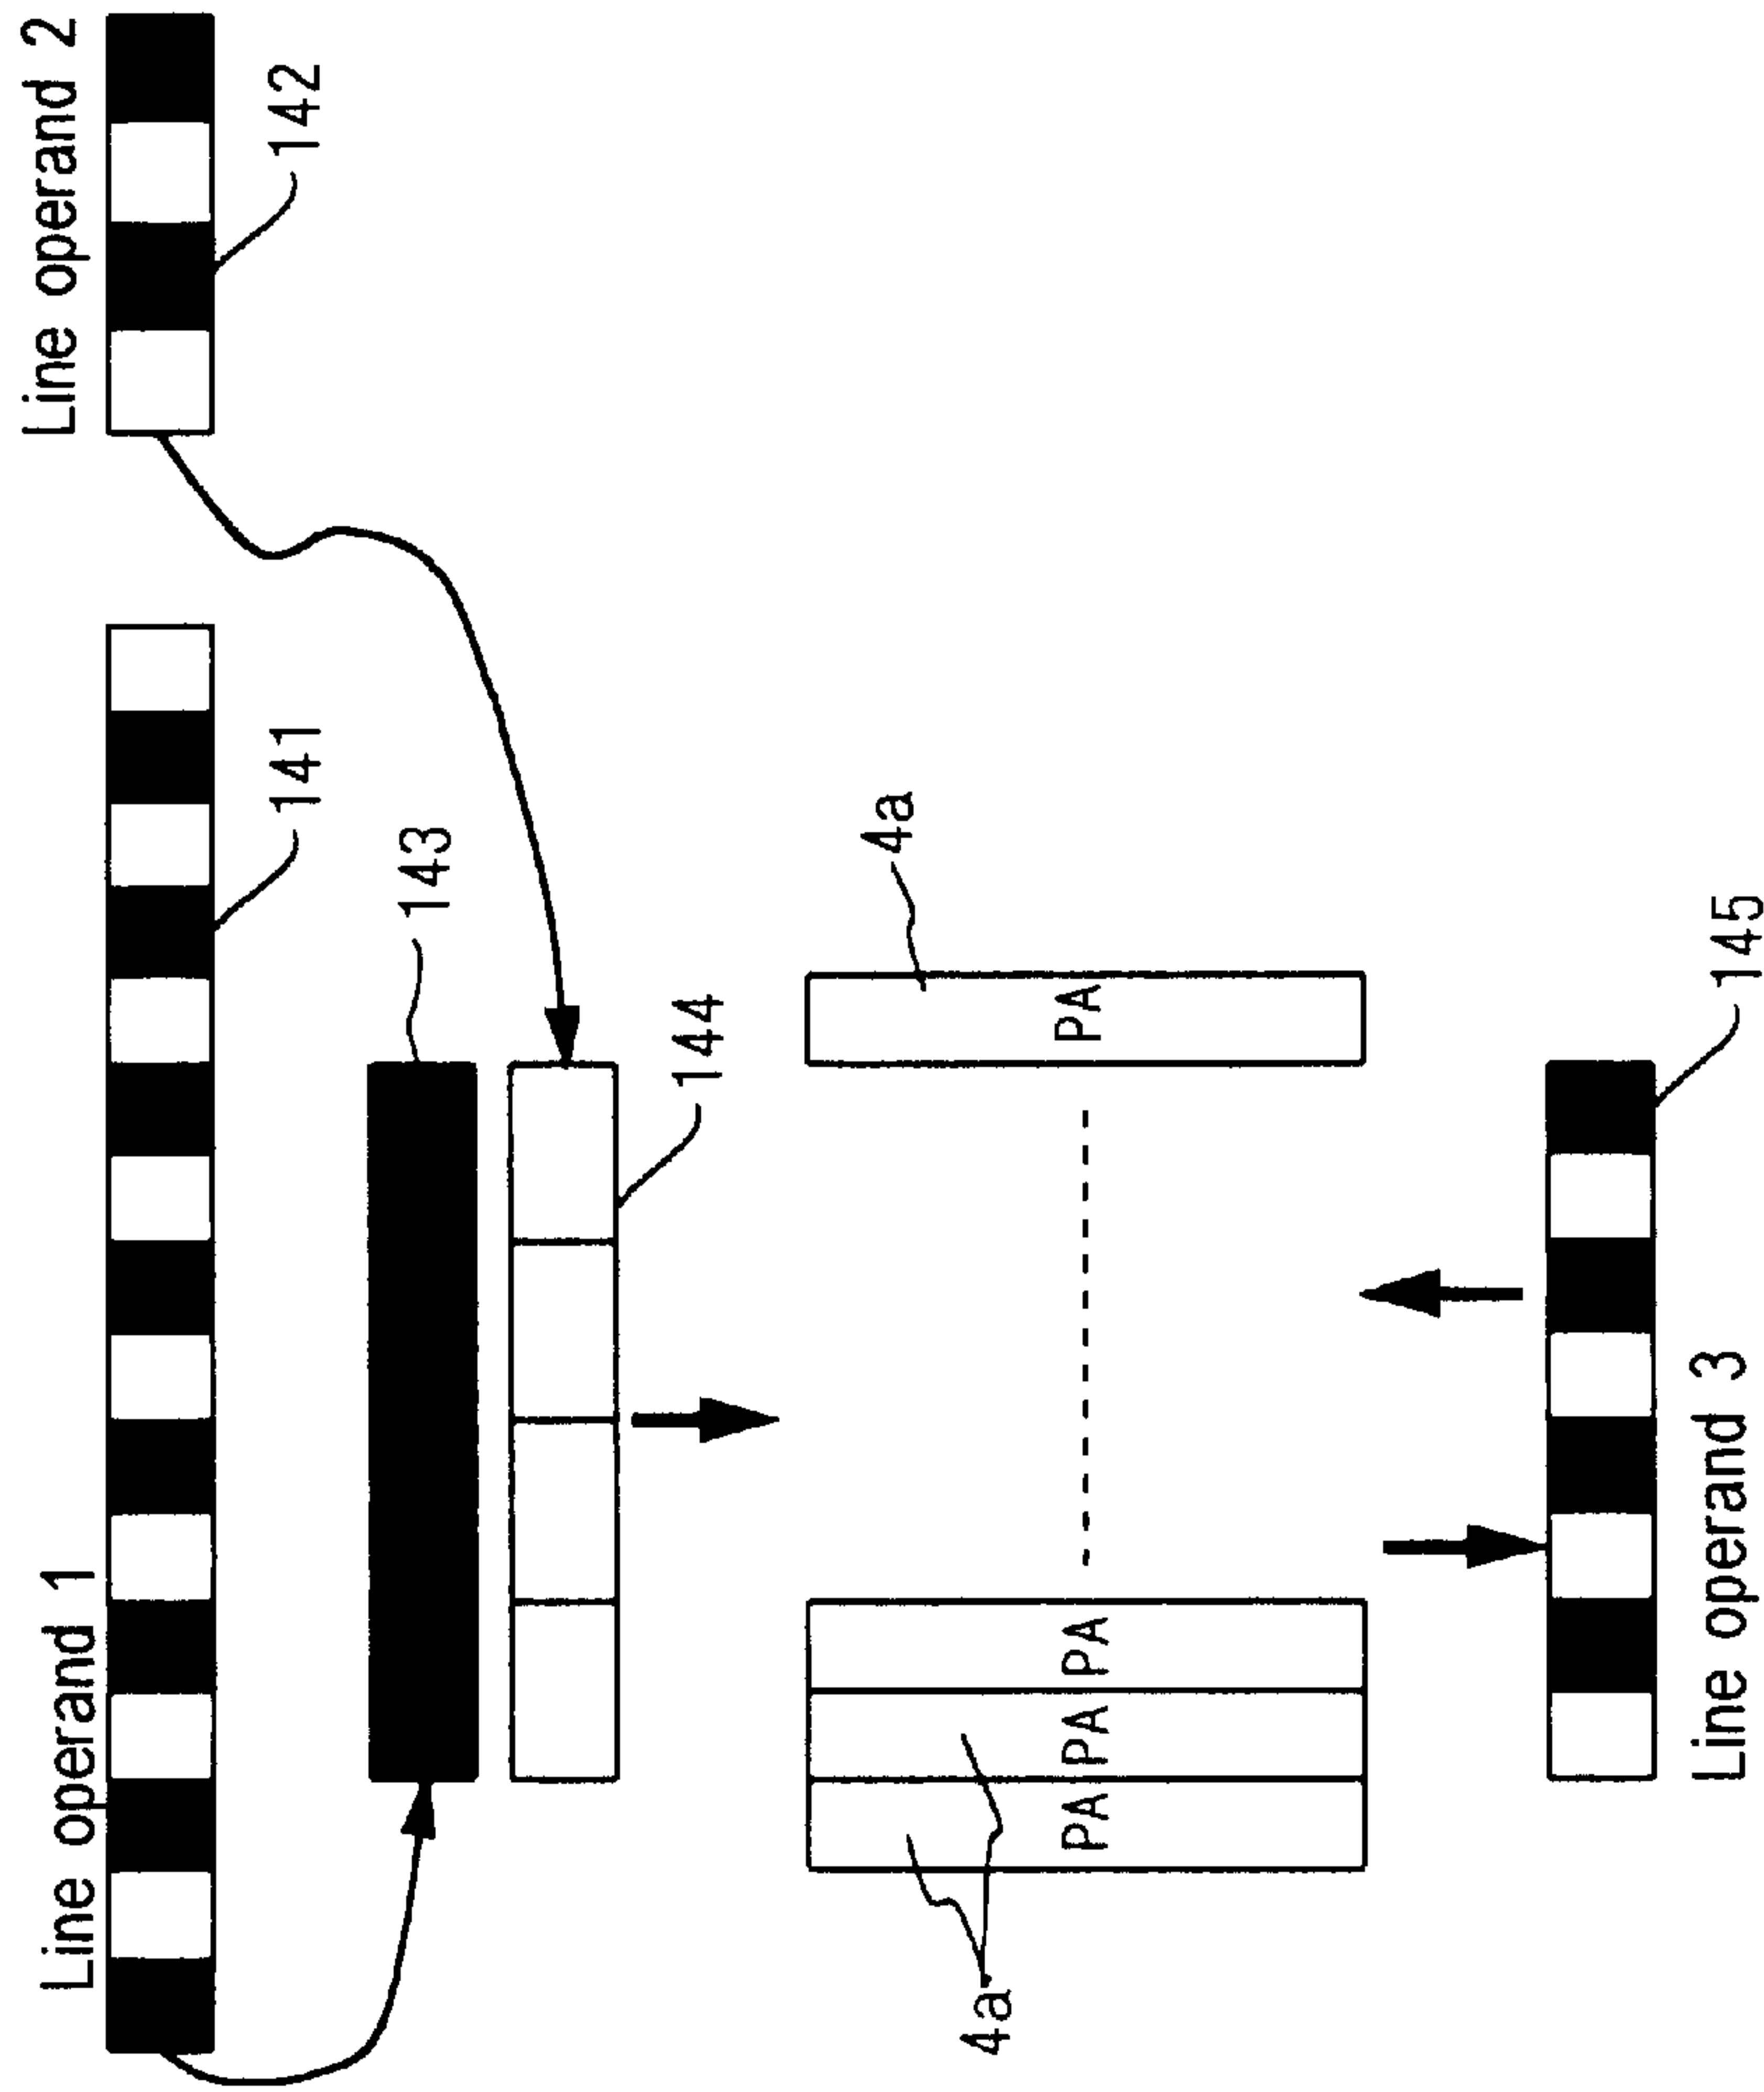 Line operand 1
Line operand 2
141
142
143
144
4a
PA
PA
PA
PA
4a
145
Line operand 3